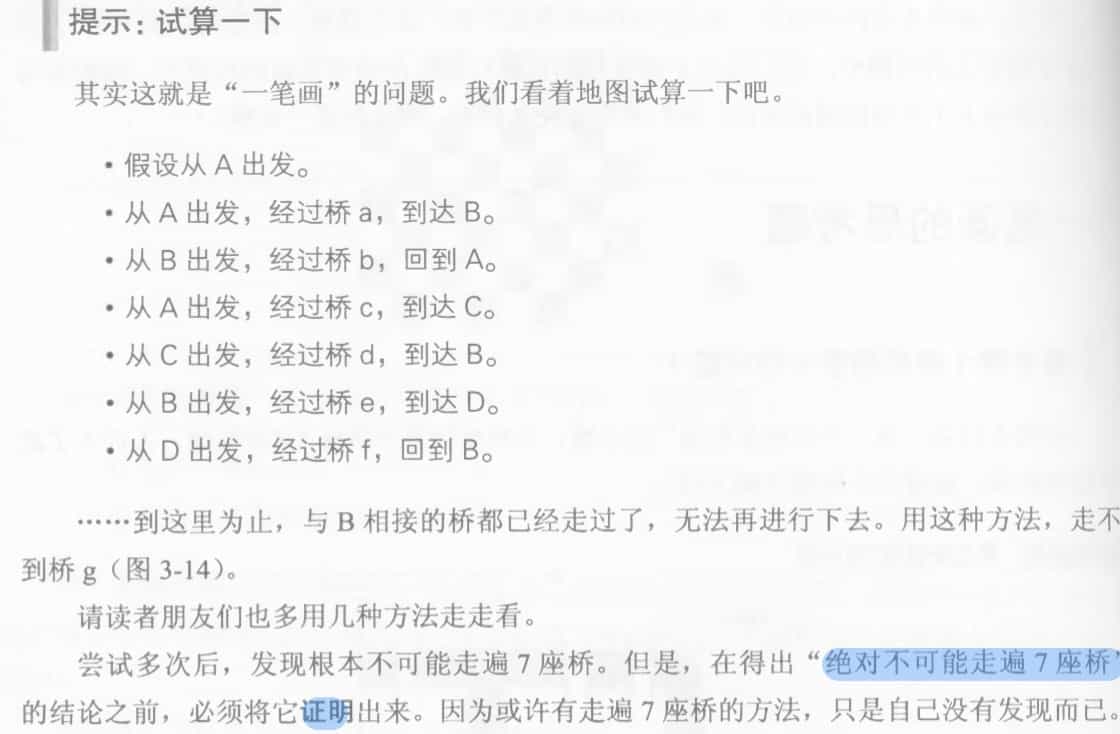 提示：试算一下
其实这就是“一笔画”的问题。我们看着地图试算一下吧。
• 假设从 A 出发。
• 从 A 出发，经过桥 a，到达 B。
• 从 B 出发，经过桥 b，回到 A。
• 从 A 出发，经过桥 c，到达 C。
• 从 C 出发，经过桥 d，到达 B。
• 从 B 出发，经过桥 e，到达 D。
• 从 D 出发，经过桥 f，回到 B。
……到这里为止，与 B 相接的桥都已经走过了，无法再进行下去。用这种方法，走不
到桥 g（图 3-14）。
请读者朋友们也多用几种方法走走看。
尝试多次后，发现根本不可能走遍 7 座桥。但是，在得出“绝对不可能走遍 7 座桥”
的结论之前，必须将它证明出来。因为或许有走遍 7 座桥的方法，只是自己没有发现而已。